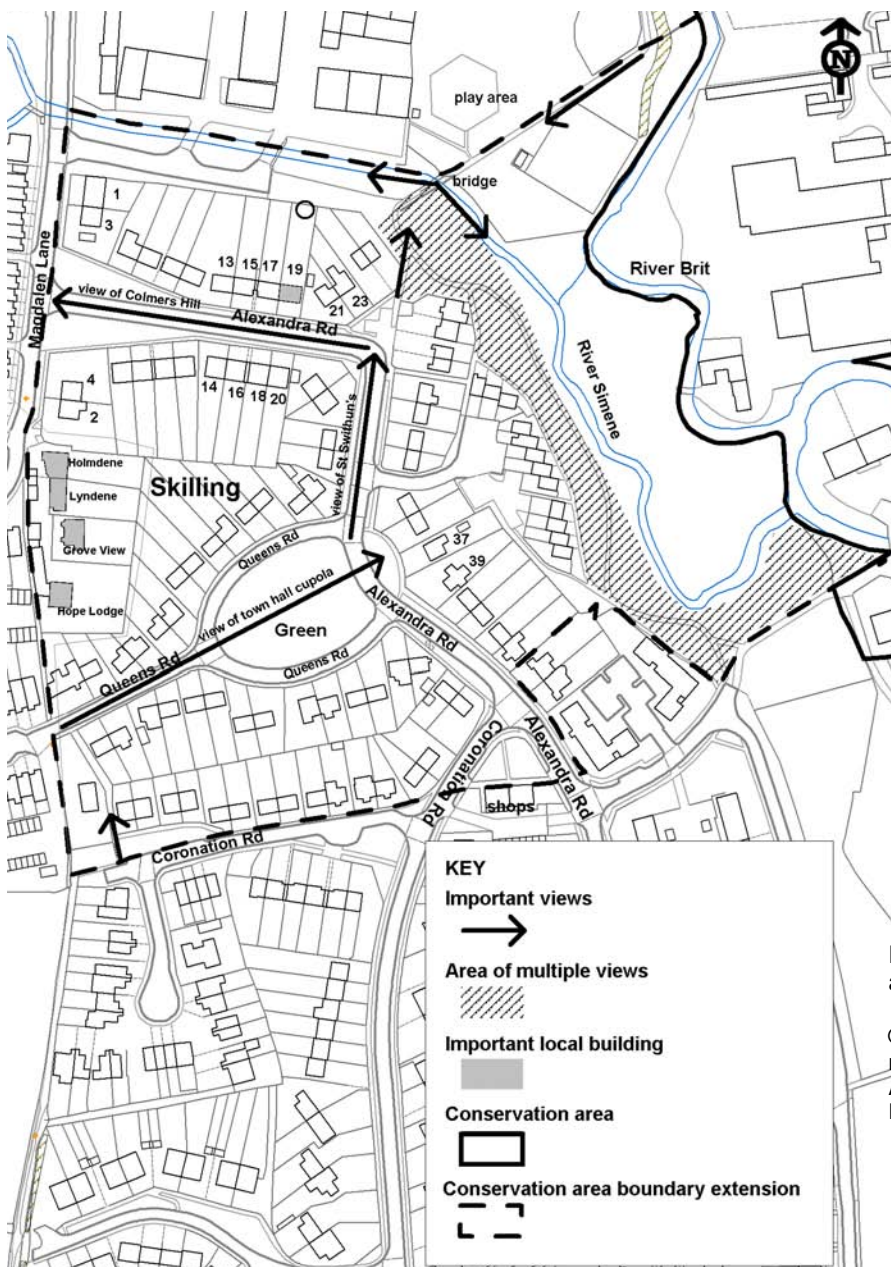 N
play area
bridge
River Brit
1
3
13 15 17 19
21 23
Magdalen Lane
view of Colmers Hill
Alexandra Rd
River Simene
4
2
14 16 18 20
view of St Swithun's
Holmdene
Lyndene
Skilling
Grove View
Queens Rd
37
39
Hope Lodge
view of town hall cupola
Green
Alexandra Rd
Queens Rd
Queens Rd
Coronation Rd
Alexandra Rd
shops
Coronation Rd
KEY
Important views
Area of multiple views
Important local building
Conservation area
Conservation area boundary extension